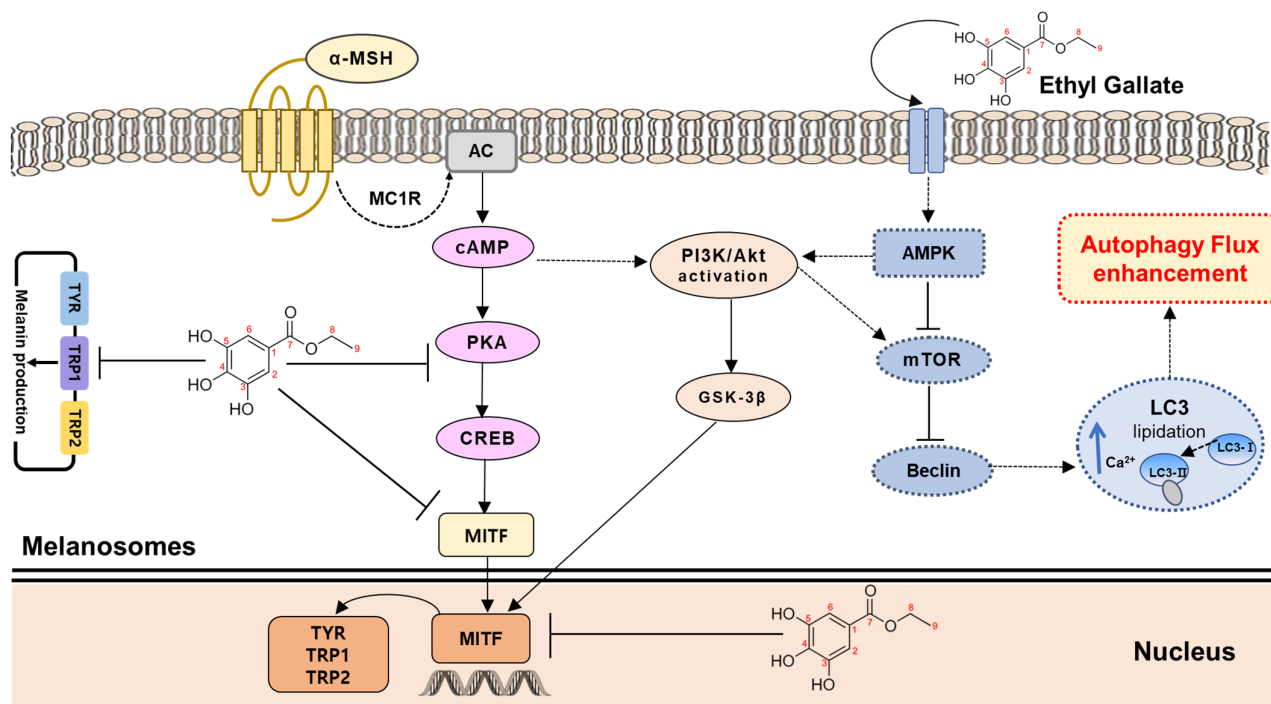 α-MSH
O
HO
5
6
7
8
9
O
4
1
HO
3
2
HO
Ethyl Gallate
AC
MC1R
cAMP
PI3K/Akt
activation
AMPK
Autophagy Flux
enhancement
TYR
TRP1
TRP2
Melanin production
O
HO
5
6
7
8
9
O
4
1
HO
3
2
HO
PKA
mTOR
GSK-3β
LC3
lipidation
Ca²⁺
LC3-I
LC3-II
CREB
Beclin
MITF
Melanosomes
TYR
TRP1
TRP2
MITF
O
HO
5
6
7
8
9
O
4
1
HO
3
2
HO
Nucleus